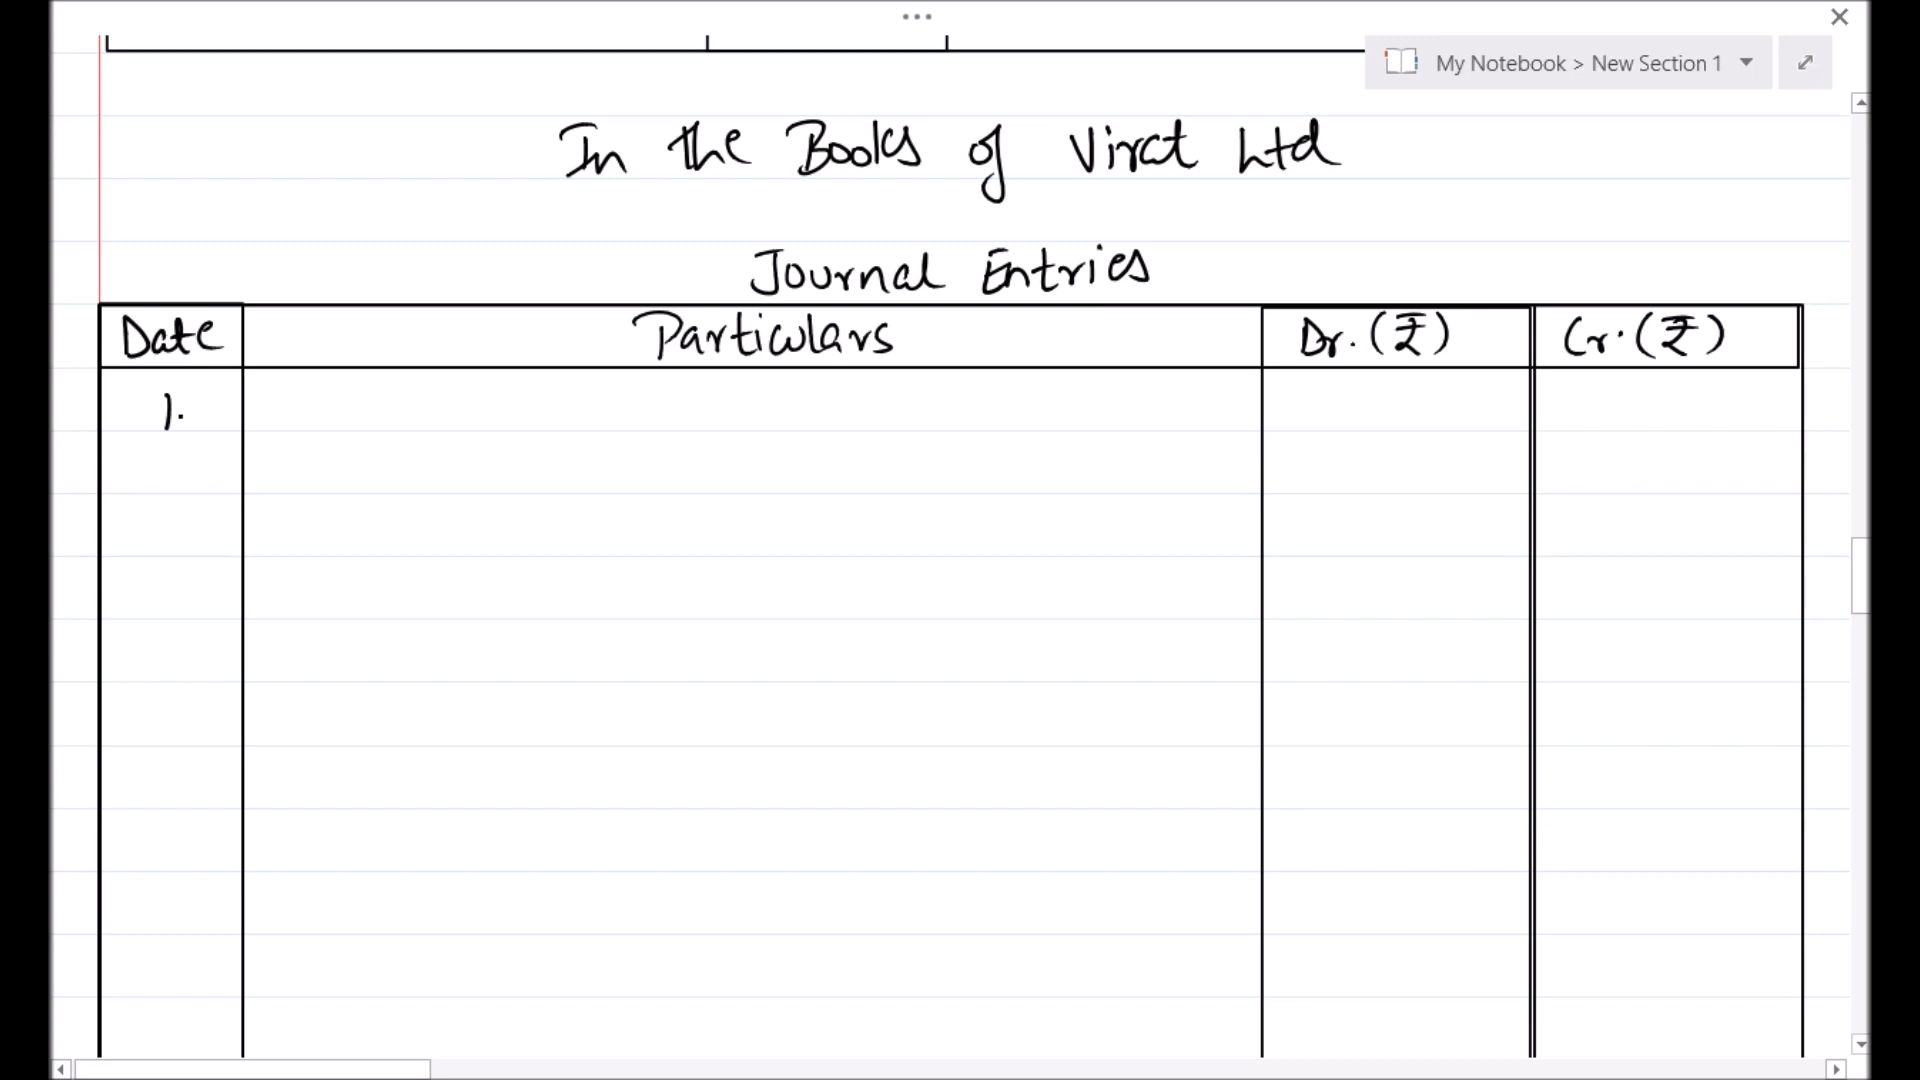 My Notebook > New Section 1
In the Books of Virat Ltd
Journal Entries
Date Particulars Dr. (₹) Cr. (₹)
1.